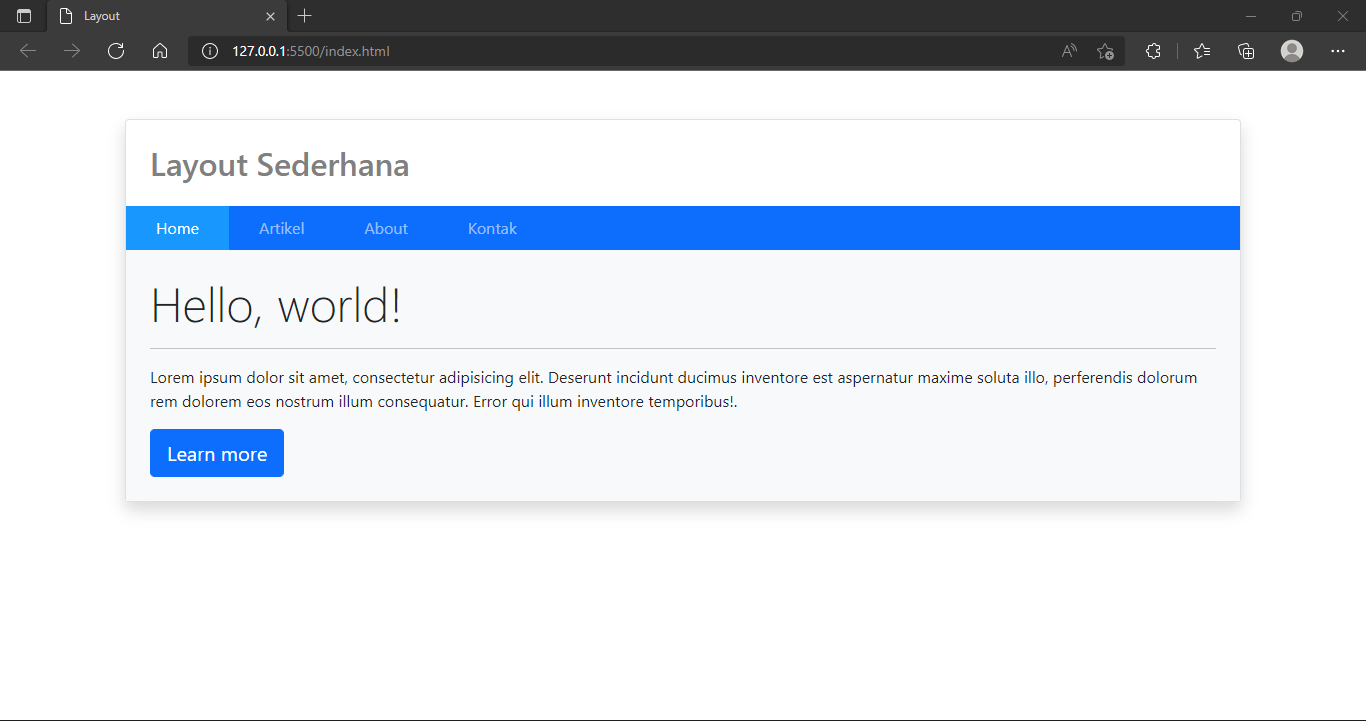 Layout
127.0.0.1:5500/index.html
Layout Sederhana
Home Artikel About Kontak
Hello, world!
Lorem ipsum dolor sit amet, consectetur adipisicing elit. Deserunt incidunt ducimus inventore est aspernatur maxime soluta illo, perferendis dolorum
rem dolorem eos nostrum illum consequatur. Error qui illum inventore temporibus!.
Learn more